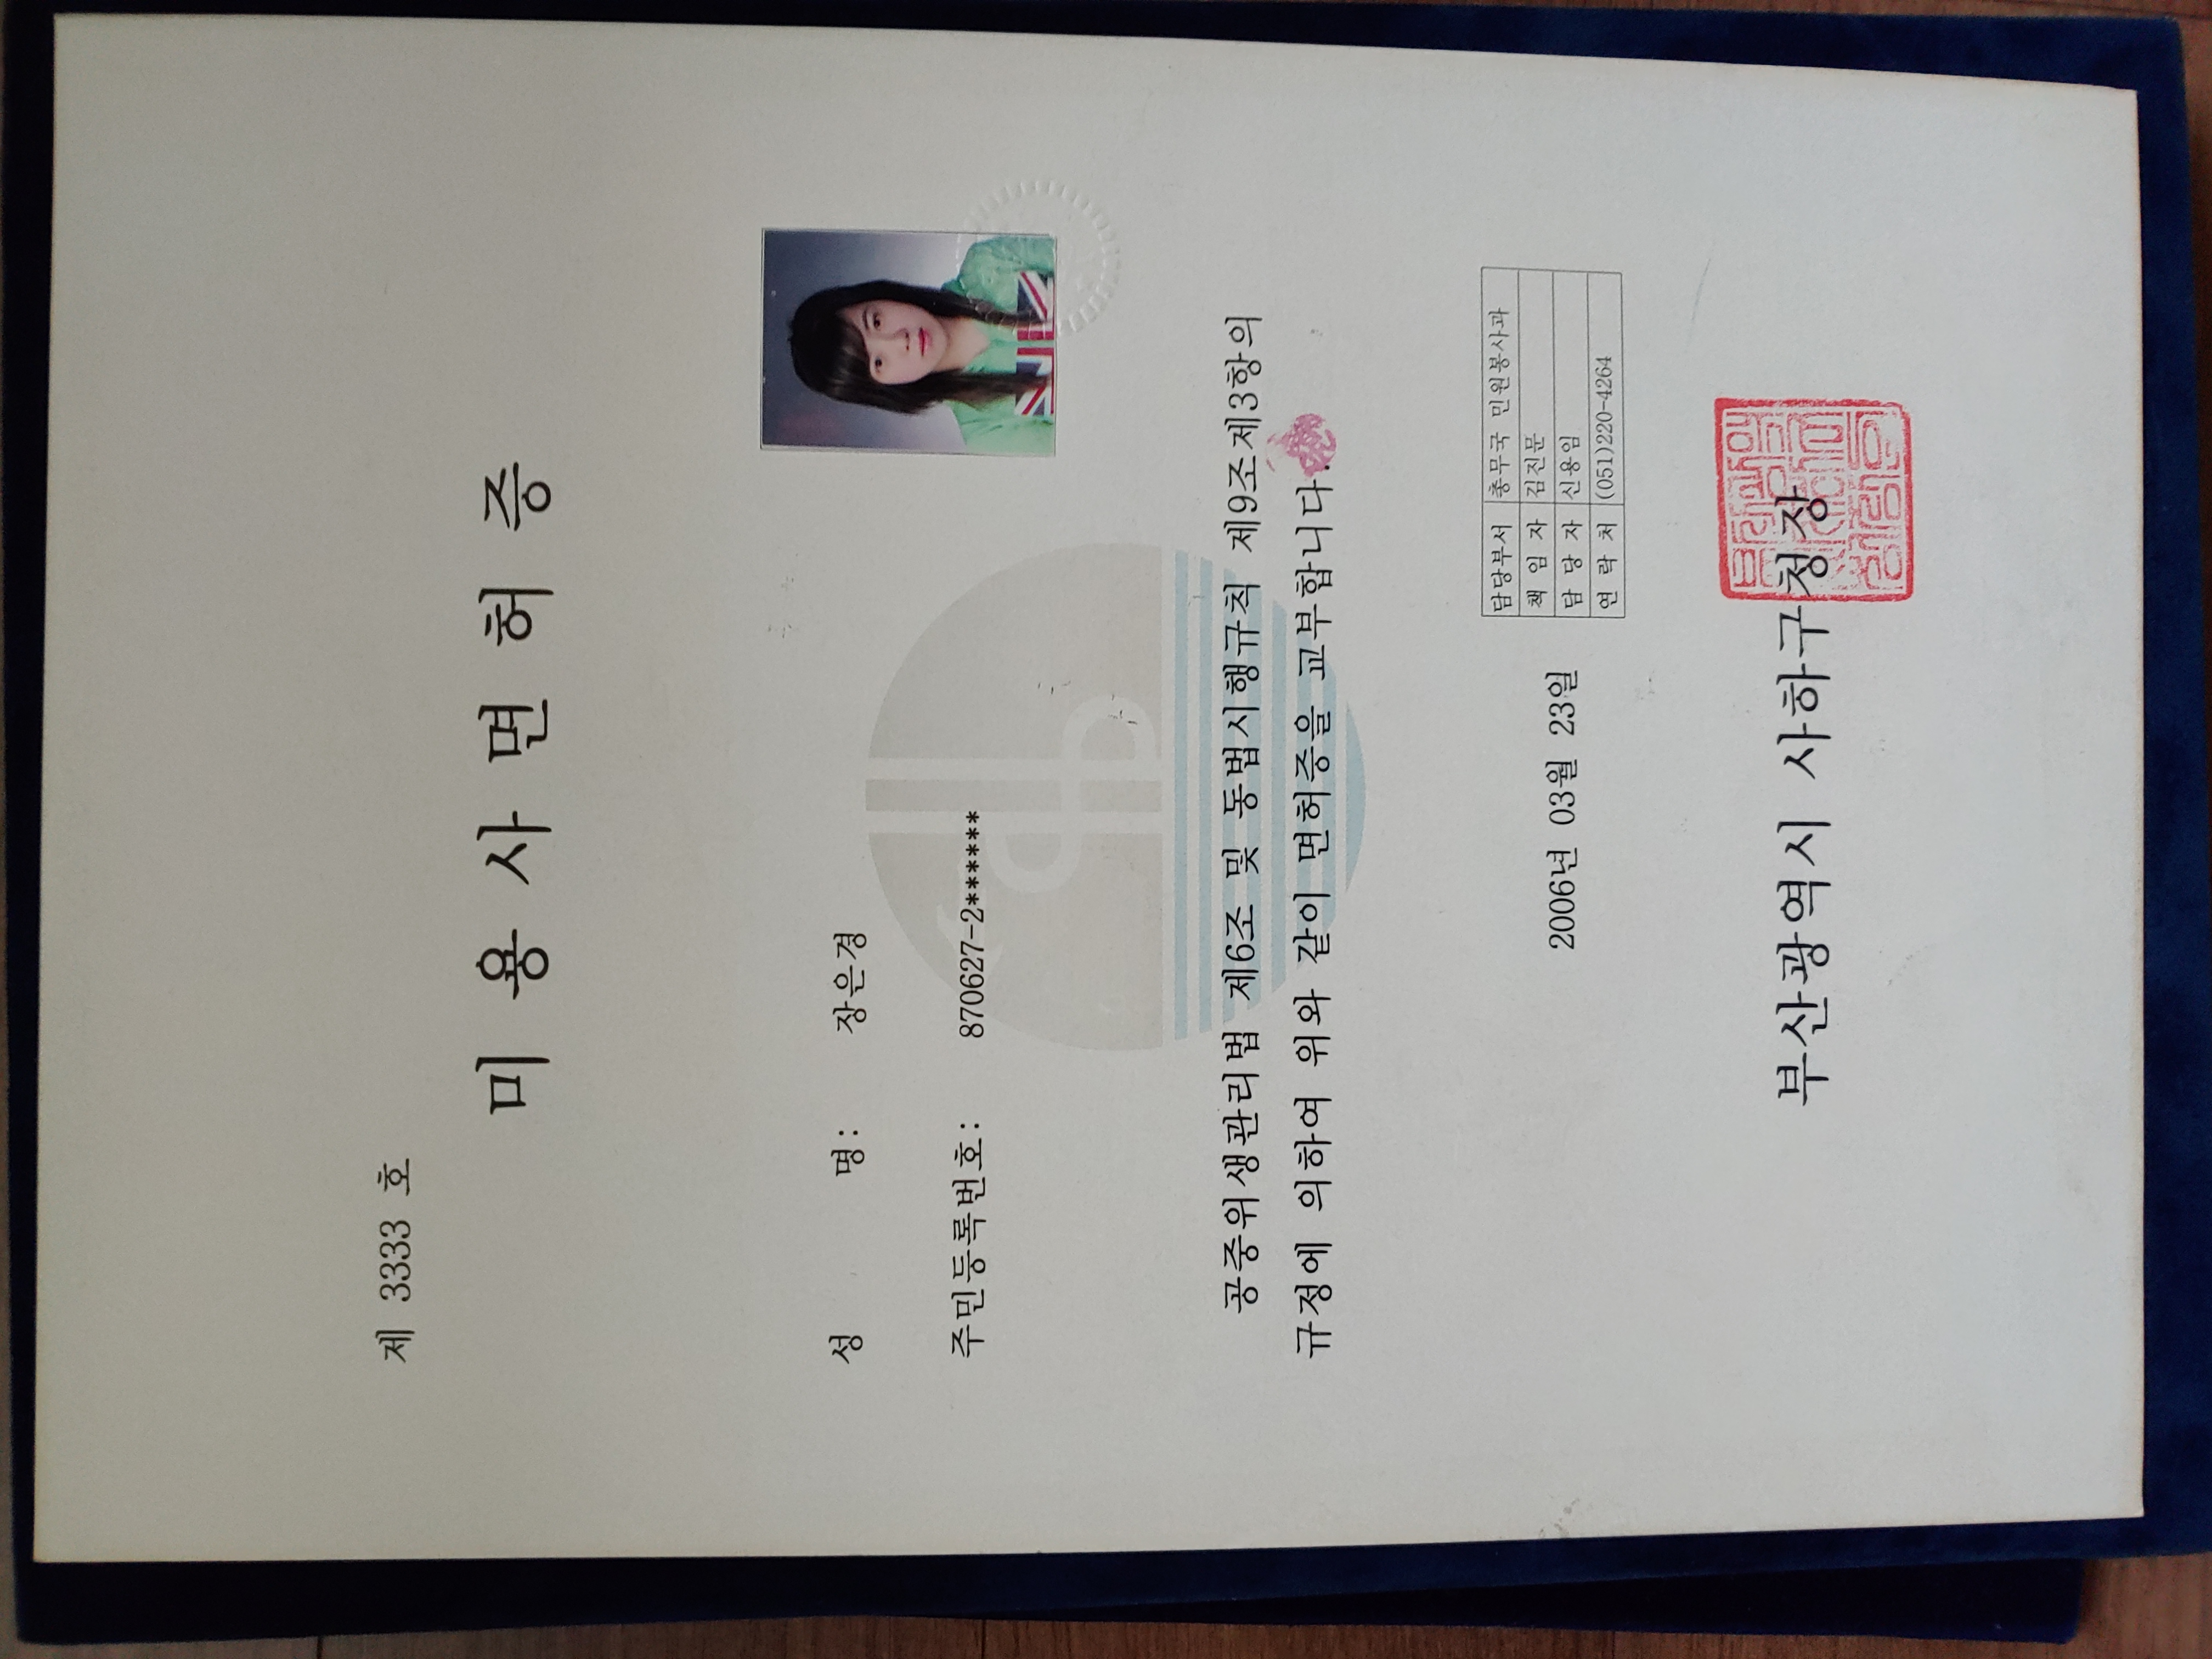 제 3333 호
미 용 사 면 허 증
성 명: 장은경
주민등록번호: 870627-2******
공중위생관리법 제6조 및 동법시행규칙 제9조제3항의
규정에 의하여 위와 같이 면허증을 교부합니다.
담당부서 총무국 민원봉사과
책 임 자 김진문
담 당 자 신용임
연 락 처 (051)220-4264
2006년 03월 23일
부산광역시 사하구청장